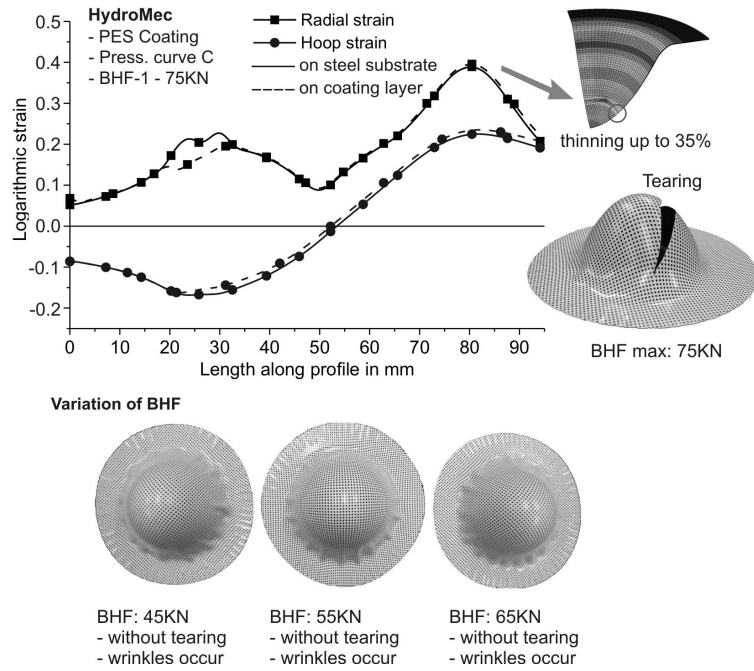 HydroMec
- PES Coating
- Press. curve C
- BHF-1 - 75KN
Radial strain
Hoop strain
on steel substrate
on coating layer
Logarithmic strain
0.5
0.4
0.3
0.2
0.1
0.0
-0.1
-0.2
0 10 20 30 40 50 60 70 80 90
Length along profile in mm
thinning up to 35%
Tearing
BHF max: 75KN
Variation of BHF
BHF: 45KN
- without tearing
- wrinkles occur
BHF: 55KN
- without tearing
- wrinkles occur
BHF: 65KN
- without tearing
- wrinkles occur